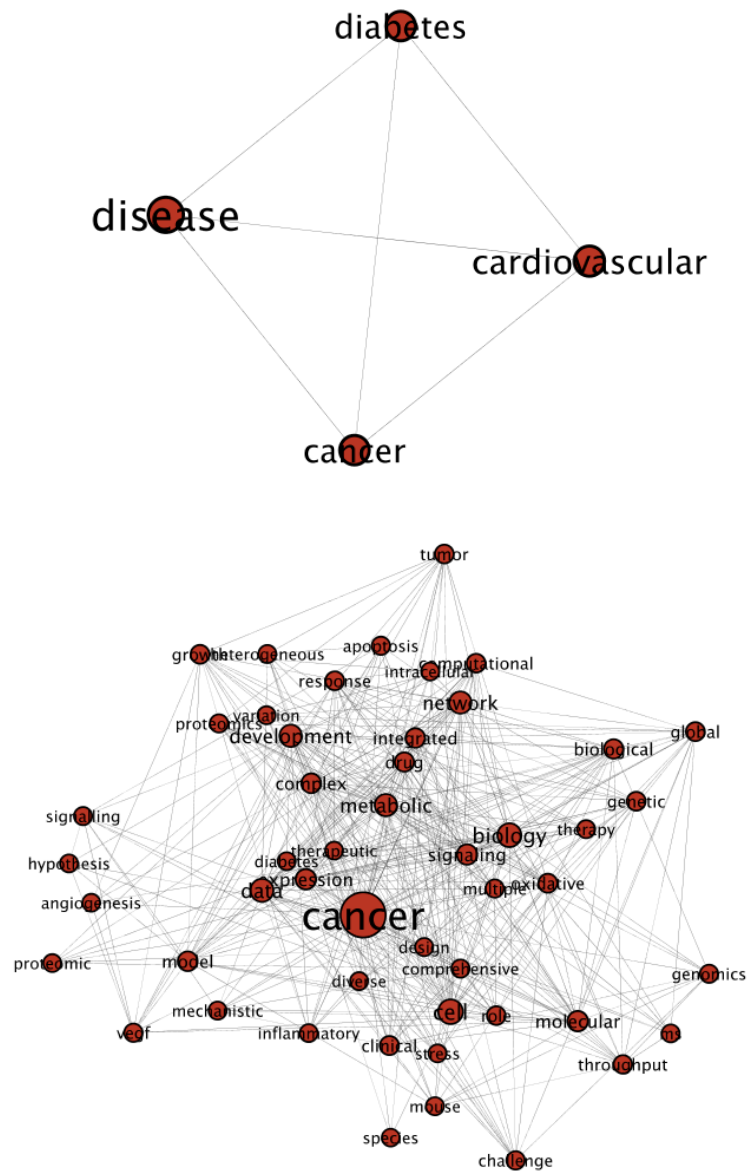 diabetes
disease
cardiovascular
cancer
tumor
growth
heterogeneous
apoptosis
computational
intracellular
response
network
variation
proteomics
development
integrated
global
biological
drug
complex
metabolic
genetic
signalling
biology
therapy
therapeutic
signaling
diabetes
hypothesis
expression
data
multiple
oxidative
angiogenesis
cancer
design
proteomic
model
comprehensive
genomics
diverse
mechanistic
cell
role
molecular
vegf
inflammatory
ms
clinical
stress
throughput
mouse
species
challenge